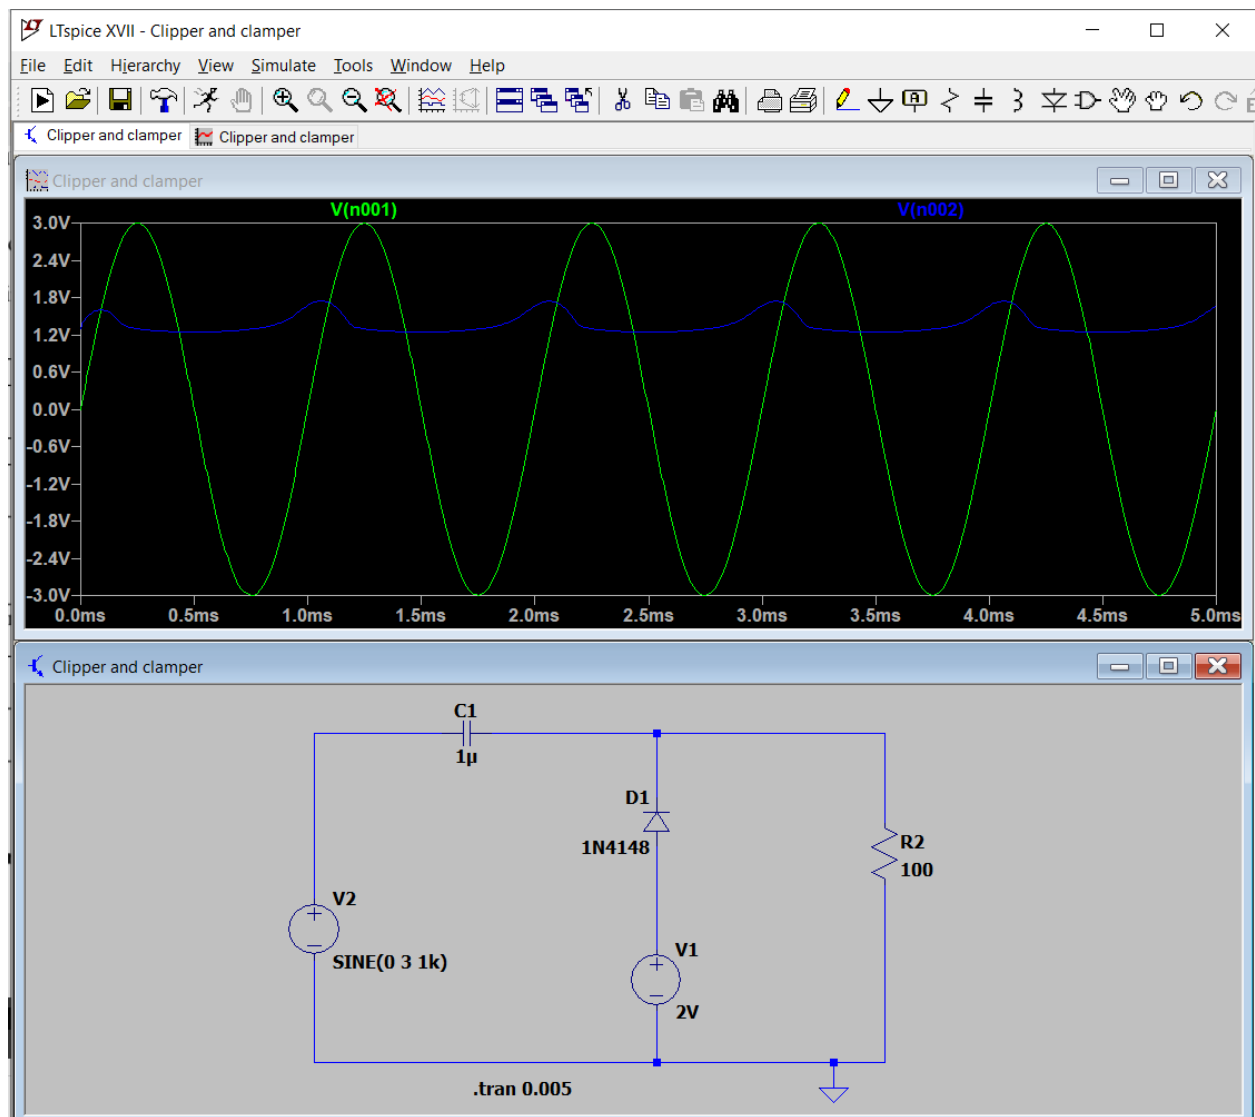 LTspice XVII - Clipper and clamper
File Edit Hierarchy View Simulate Tools Window Help
Clipper and clamper Clipper and clamper
Clipper and clamper
V(n001) V(n002)
3.0V
2.4V
1.8V
1.2V
0.6V
0.0V
-0.6V
-1.2V
-1.8V
-2.4V
-3.0V
0.0ms 0.5ms 1.0ms 1.5ms 2.0ms 2.5ms 3.0ms 3.5ms 4.0ms 4.5ms 5.0ms
Clipper and clamper
C1
1µ
D1
1N4148
R2
100
V2
SINE(0 3 1k)
V1
2V
.tran 0.005